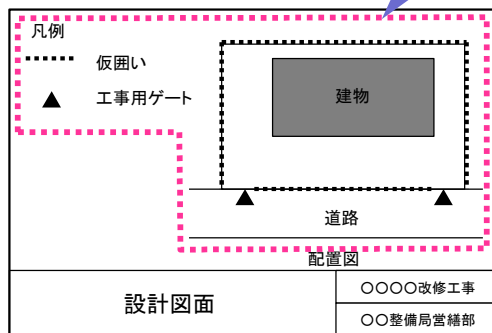 凡例
仮囲い
工事用ゲート
建物
道路
配置図
設計図面
○○○○改修工事
○○整備局営繕部